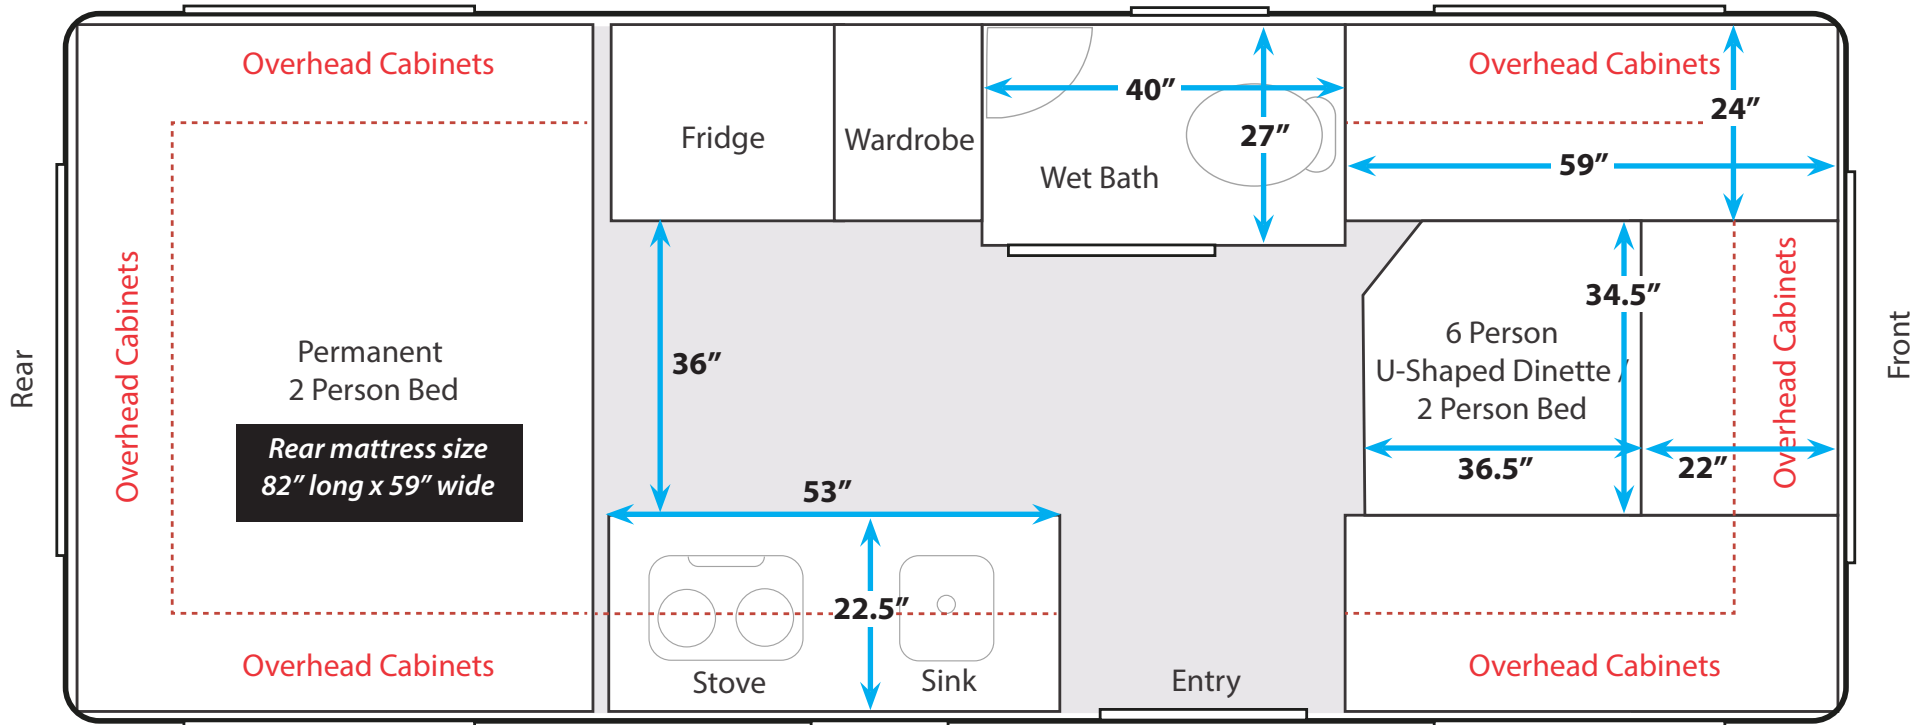 Overhead Cabinets
Overhead Cabinets
40”
24”
Fridge
Wardrobe
27”
Wet Bath
59”
Overhead Cabinets
Overhead Cabinets
34.5”
Rear
Front
Permanent
2 Person Bed
36”
6 Person
U-Shaped Dinette /
2 Person Bed
Rear mattress size
82” long x 59” wide
36.5”
22”
53”
22.5”
Overhead Cabinets
Stove
Sink
Entry
Overhead Cabinets